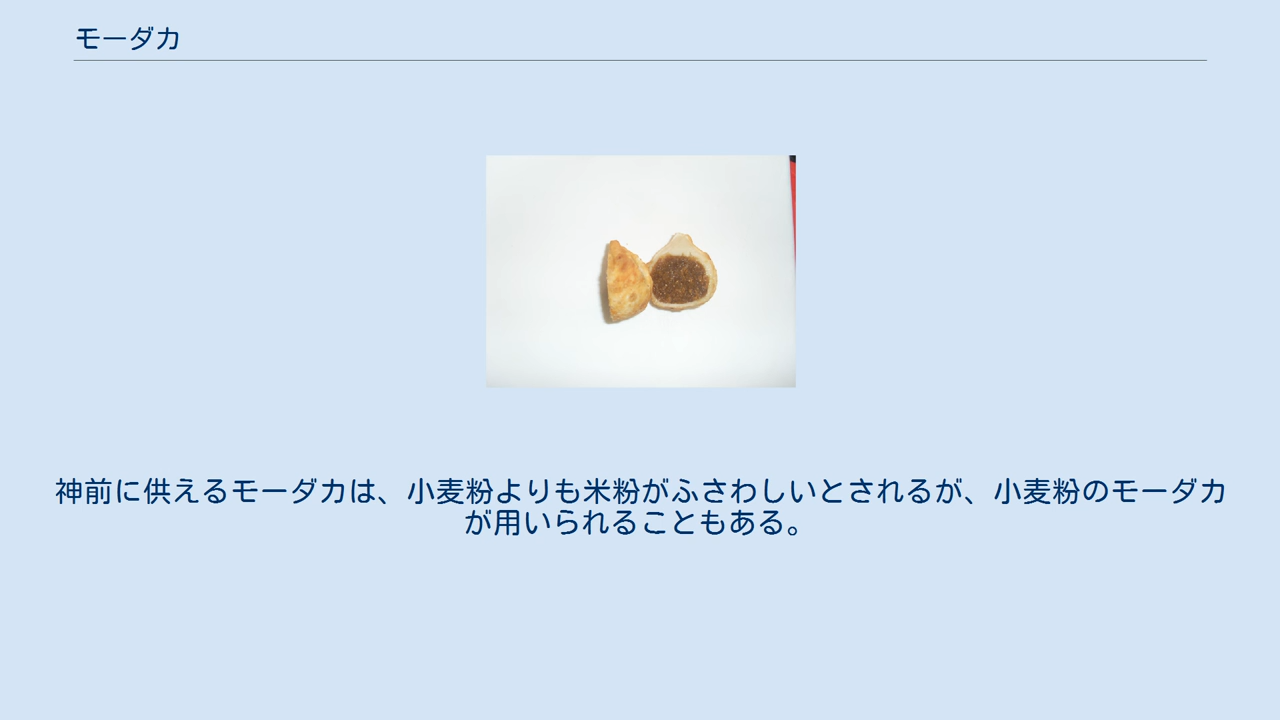 モーダカ
神前に供えるモーダカは、小麦粉よりも米粉がふさわしいとされるが、小麦粉のモーダカ
が用いられることもある。